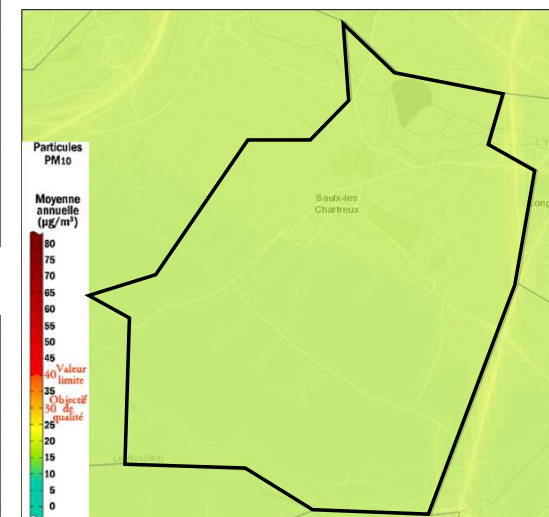 Particules
PM10
Moyenne
annuelle
(µg/m³)
80
75
70
65
60
55
50
45
40 Valeur limite
35
30 Objectif de qualité
25
20
15
10
5
0
Saulx-les
Chartreux
Long